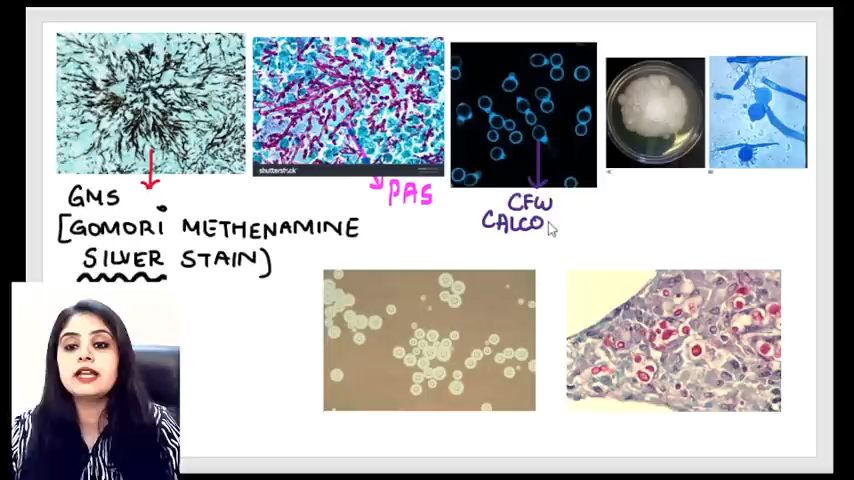 shutterstock
GMS
[GOMORI METHENAMINE
SILVER STAIN]
PAS
CFW
CALCO